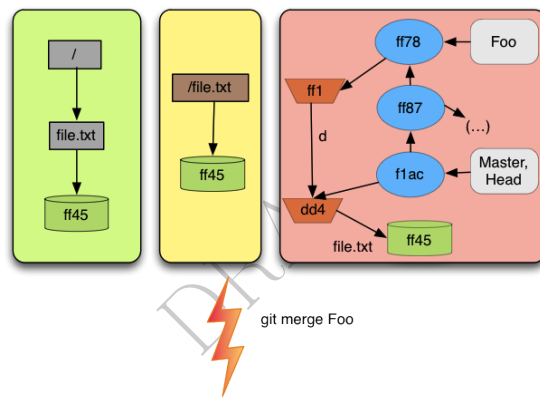 /
file.txt
ff45
/file.txt
ff45
ff78
Foo
ff1
ff87
(...)
d
f1ac
Master,
Head
dd4
file.txt
ff45
git merge Foo